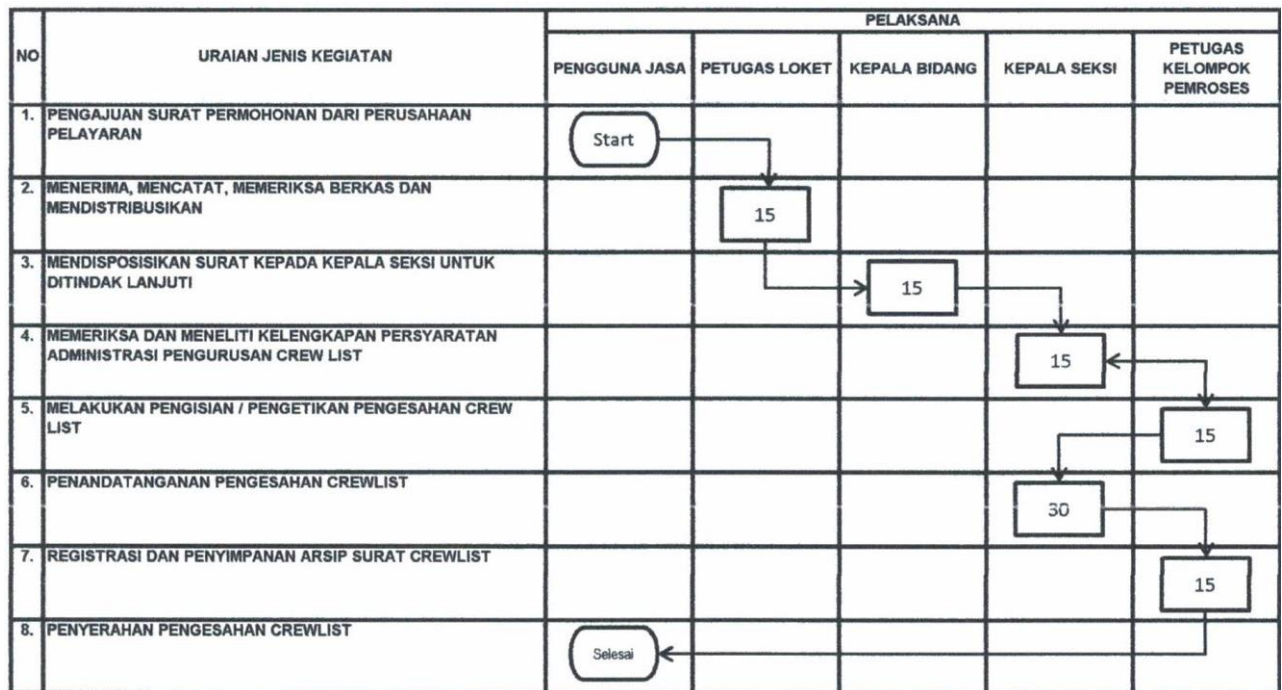 PELAKSANA
NO
URAIAN JENIS KEGIATAN
PENGGUNA JASA
PETUGAS LOKET
KEPALA BIDANG
KEPALA SEKSI
PETUGAS
KELOMPOK
PEMROSES
1. PENGAJUAN SURAT PERMOHONAN DARI PERUSAHAAN
PELAYARAN
Start
2. MENERIMA, MENCATAT, MEMERIKSA BERKAS DAN
MENDISTRIBUSIKAN
15
3. MENDISPOSISIKAN SURAT KEPADA KEPALA SEKSI UNTUK
DITINDAK LANJUTI
15
4. MEMERIKSA DAN MENELITI KELENGKAPAN PERSYARATAN
ADMINISTRASI PENGURUSAN CREW LIST
15
5. MELAKUKAN PENGISIAN / PENGETIKAN PENGESAHAN CREW
LIST
15
6. PENANDATANGANAN PENGESAHAN CREWLIST
30
7. REGISTRASI DAN PENYIMPANAN ARSIP SURAT CREWLIST
15
8. PENYERAHAN PENGESAHAN CREWLIST
Selesai